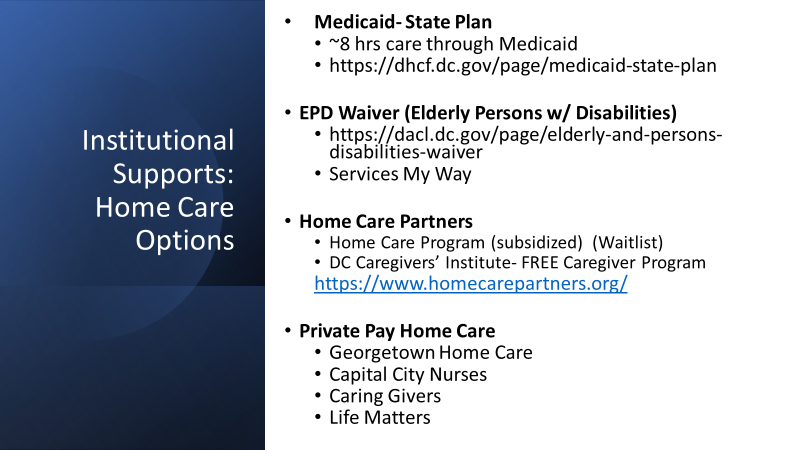 Institutional
Supports:
Home Care
Options
• Medicaid- State Plan
• ~8 hrs care through Medicaid
• https://dhcf.dc.gov/page/medicaid-state-plan
• EPD Waiver (Elderly Persons w/ Disabilities)
• https://dacl.dc.gov/page/elderly-and-persons-
disabilities-waiver
• Services My Way
• Home Care Partners
• Home Care Program (subsidized) (Waitlist)
• DC Caregivers’ Institute- FREE Caregiver Program
https://www.homecarepartners.org/
• Private Pay Home Care
• Georgetown Home Care
• Capital City Nurses
• Caring Givers
• Life Matters